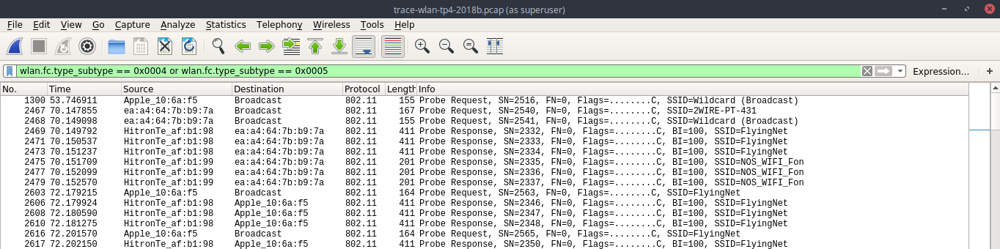 trace-wlan-tp4-2018b.pcap (as superuser)
File Edit View Go Capture Analyze Statistics Telephony Wireless Tools Help
wlan.fc.type_subtype == 0x0004 or wlan.fc.type_subtype == 0x0005 Expression... +
No. Time Source Destination Protocol Length Info
1300 53.746911 Apple_10:6a:f5 Broadcast 802.11 155 Probe Request, SN=2516, FN=0, Flags=........C, SSID=Wildcard (Broadcast)
2467 70.147855 ea:a4:64:7b:b9:7a Broadcast 802.11 167 Probe Request, SN=2540, FN=0, Flags=........C, SSID=2WIRE-PT-431
2468 70.149098 ea:a4:64:7b:b9:7a Broadcast 802.11 155 Probe Request, SN=2541, FN=0, Flags=........C, SSID=Wildcard (Broadcast)
2469 70.149792 HitronTe_af:b1:98 ea:a4:64:7b:b9:7a 802.11 411 Probe Response, SN=2332, FN=0, Flags=........C, BI=100, SSID=FlyingNet
2471 70.150537 HitronTe_af:b1:98 ea:a4:64:7b:b9:7a 802.11 411 Probe Response, SN=2333, FN=0, Flags=........C, BI=100, SSID=FlyingNet
2472 70.151237 HitronTe_af:b1:98 ea:a4:64:7b:b9:7a 802.11 411 Probe Response, SN=2334, FN=0, Flags=........C, BI=100, SSID=FlyingNet
2475 70.151709 HitronTe_af:b1:99 ea:a4:64:7b:b9:7a 802.11 201 Probe Response, SN=2335, FN=0, Flags=........C, BI=100, SSID=NOS_WIFI_Fon
2477 70.152099 HitronTe_af:b1:99 ea:a4:64:7b:b9:7a 802.11 201 Probe Response, SN=2336, FN=0, Flags=........C, BI=100, SSID=NOS_WIFI_Fon
2479 70.152570 HitronTe_af:b1:99 ea:a4:64:7b:b9:7a 802.11 201 Probe Response, SN=2337, FN=0, Flags=........C, BI=100, SSID=NOS_WIFI_Fon
2603 72.179215 Apple_10:6a:f5 Broadcast 802.11 164 Probe Request, SN=2563, FN=0, Flags=........C, SSID=FlyingNet
2606 72.179924 HitronTe_af:b1:98 Apple_10:6a:f5 802.11 411 Probe Response, SN=2346, FN=0, Flags=........C, BI=100, SSID=FlyingNet
2608 72.180590 HitronTe_af:b1:98 Apple_10:6a:f5 802.11 411 Probe Response, SN=2347, FN=0, Flags=........C, BI=100, SSID=FlyingNet
2610 72.181275 HitronTe_af:b1:98 Apple_10:6a:f5 802.11 411 Probe Response, SN=2348, FN=0, Flags=........C, BI=100, SSID=FlyingNet
2616 72.201570 Apple_10:6a:f5 Broadcast 802.11 164 Probe Request, SN=2565, FN=0, Flags=........C, SSID=FlyingNet
2617 72.202150 HitronTe_af:b1:98 Apple_10:6a:f5 802.11 411 Probe Response, SN=2350, FN=0, Flags=........C, BI=100, SSID=FlyingNet